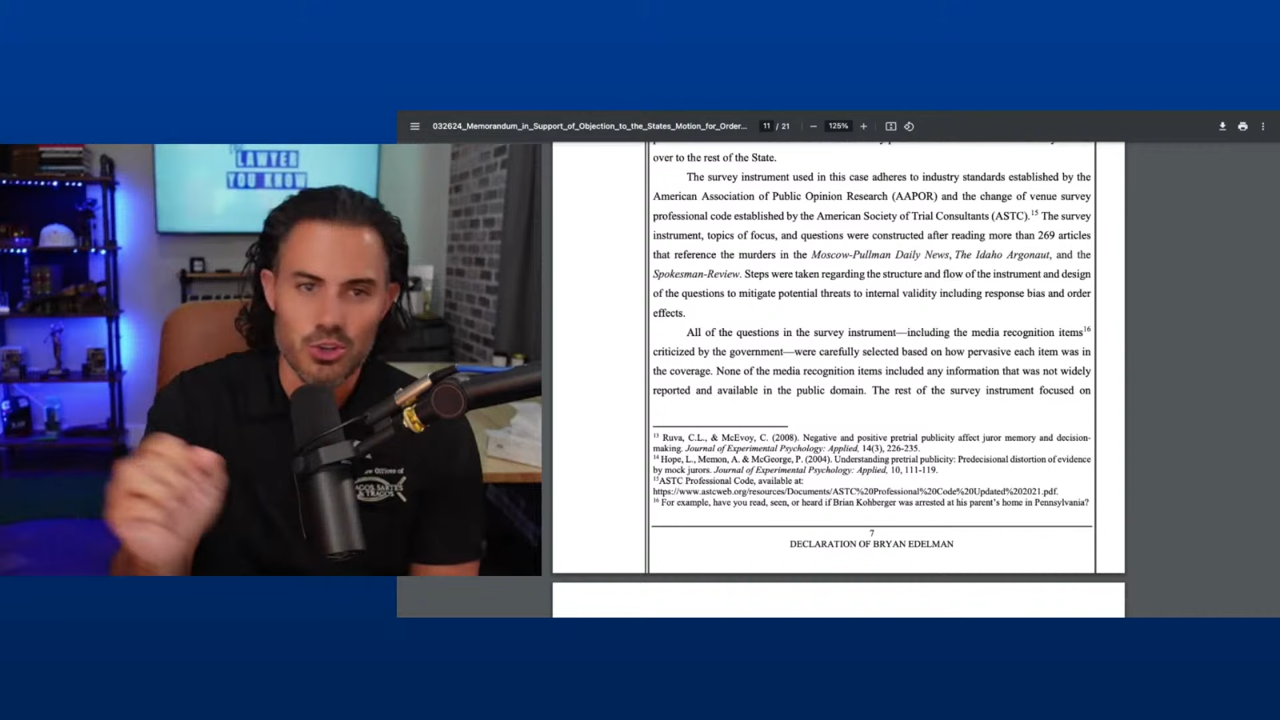 LAWYER
YOU KNOW
032624_Memorandum_in_Support_of_Objection_to_the_States_Motion_for_Order...
11 / 21
125%
over to the rest of the State.
The survey instrument used in this case adheres to industry standards established by the
American Association of Public Opinion Research (AAPOR) and the change of venue survey
professional code established by the American Society of Trial Consultants (ASTC).15 The survey
instrument, topics of focus, and questions were constructed after reading more than 269 articles
that reference the murders in the Moscow-Pullman Daily News, The Idaho Argonaut, and the
Spokesman-Review. Steps were taken regarding the structure and flow of the instrument and design
of the questions to mitigate potential threats to internal validity including response bias and order
effects.
All of the questions in the survey instrument—including the media recognition items16
criticized by the government—were carefully selected based on how pervasive each item was in
the coverage. None of the media recognition items included any information that was not widely
reported and available in the public domain. The rest of the survey instrument focused on
13 Ruva, C.L., & McEvoy, C. (2008). Negative and positive pretrial publicity affect juror memory and decision-
making. Journal of Experimental Psychology: Applied, 14(3), 226-235.
14 Hope, L., Memon, A. & McGeorge, P. (2004). Understanding pretrial publicity: Predecisional distortion of evidence
by mock jurors. Journal of Experimental Psychology: Applied, 10, 111-119.
15ASTC Professional Code, available at:
https://www.astcweb.org/resources/Documents/ASTC%20Professional%20Code%20Updated%202021.pdf.
16 For example, have you read, seen, or heard if Brian Kohberger was arrested at his parent's home in Pennsylvania?
7
DECLARATION OF BRYAN EDELMAN